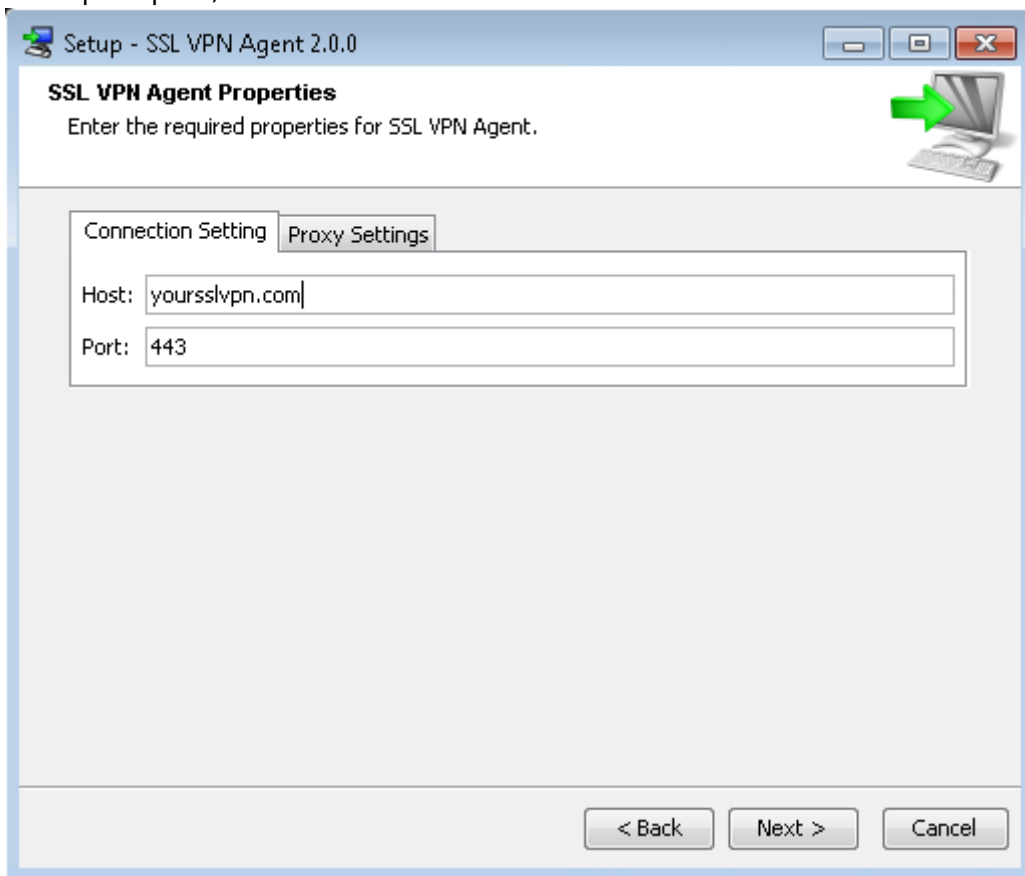 Setup - SSL VPN Agent 2.0.0
SSL VPN Agent Properties
Enter the required properties for SSL VPN Agent.
Connection Setting Proxy Settings
Host: yoursslvpn.com
Port: 443
< Back Next > Cancel